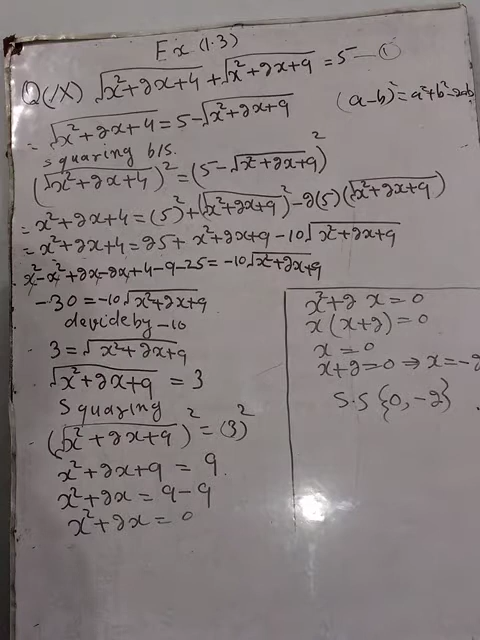 Ex (1.3)
Q(ix) √x²+2x+4 + √x²+2x+9 = 5 — ①
= √x²+2x+4 = 5 - √x²+2x+9
(a-b)² = a²+b²-2ab
squaring b/s.
(√x²+2x+4)² = (5-√x²+2x+9)²
= x²+2x+4 = (5)² + (√x²+2x+9)² - 2(5)(√x²+2x+9)
= x²+2x+4 = 25 + x²+2x+9 - 10√x²+2x+9
x²-x²+2x-2x+4-9-25 = -10√x²+2x+9
-30 = -10√x²+2x+9
devide by -10
3 = √x²+2x+9
√x²+2x+9 = 3
Squaring
(√x²+2x+9)² = (3)²
x²+2x+9 = 9.
x²+2x = 9-9
x²+2x = 0
x²+2x = 0
x(x+2) = 0
x = 0
x+2=0 ⇒ x=-2
S.S {0, -2}